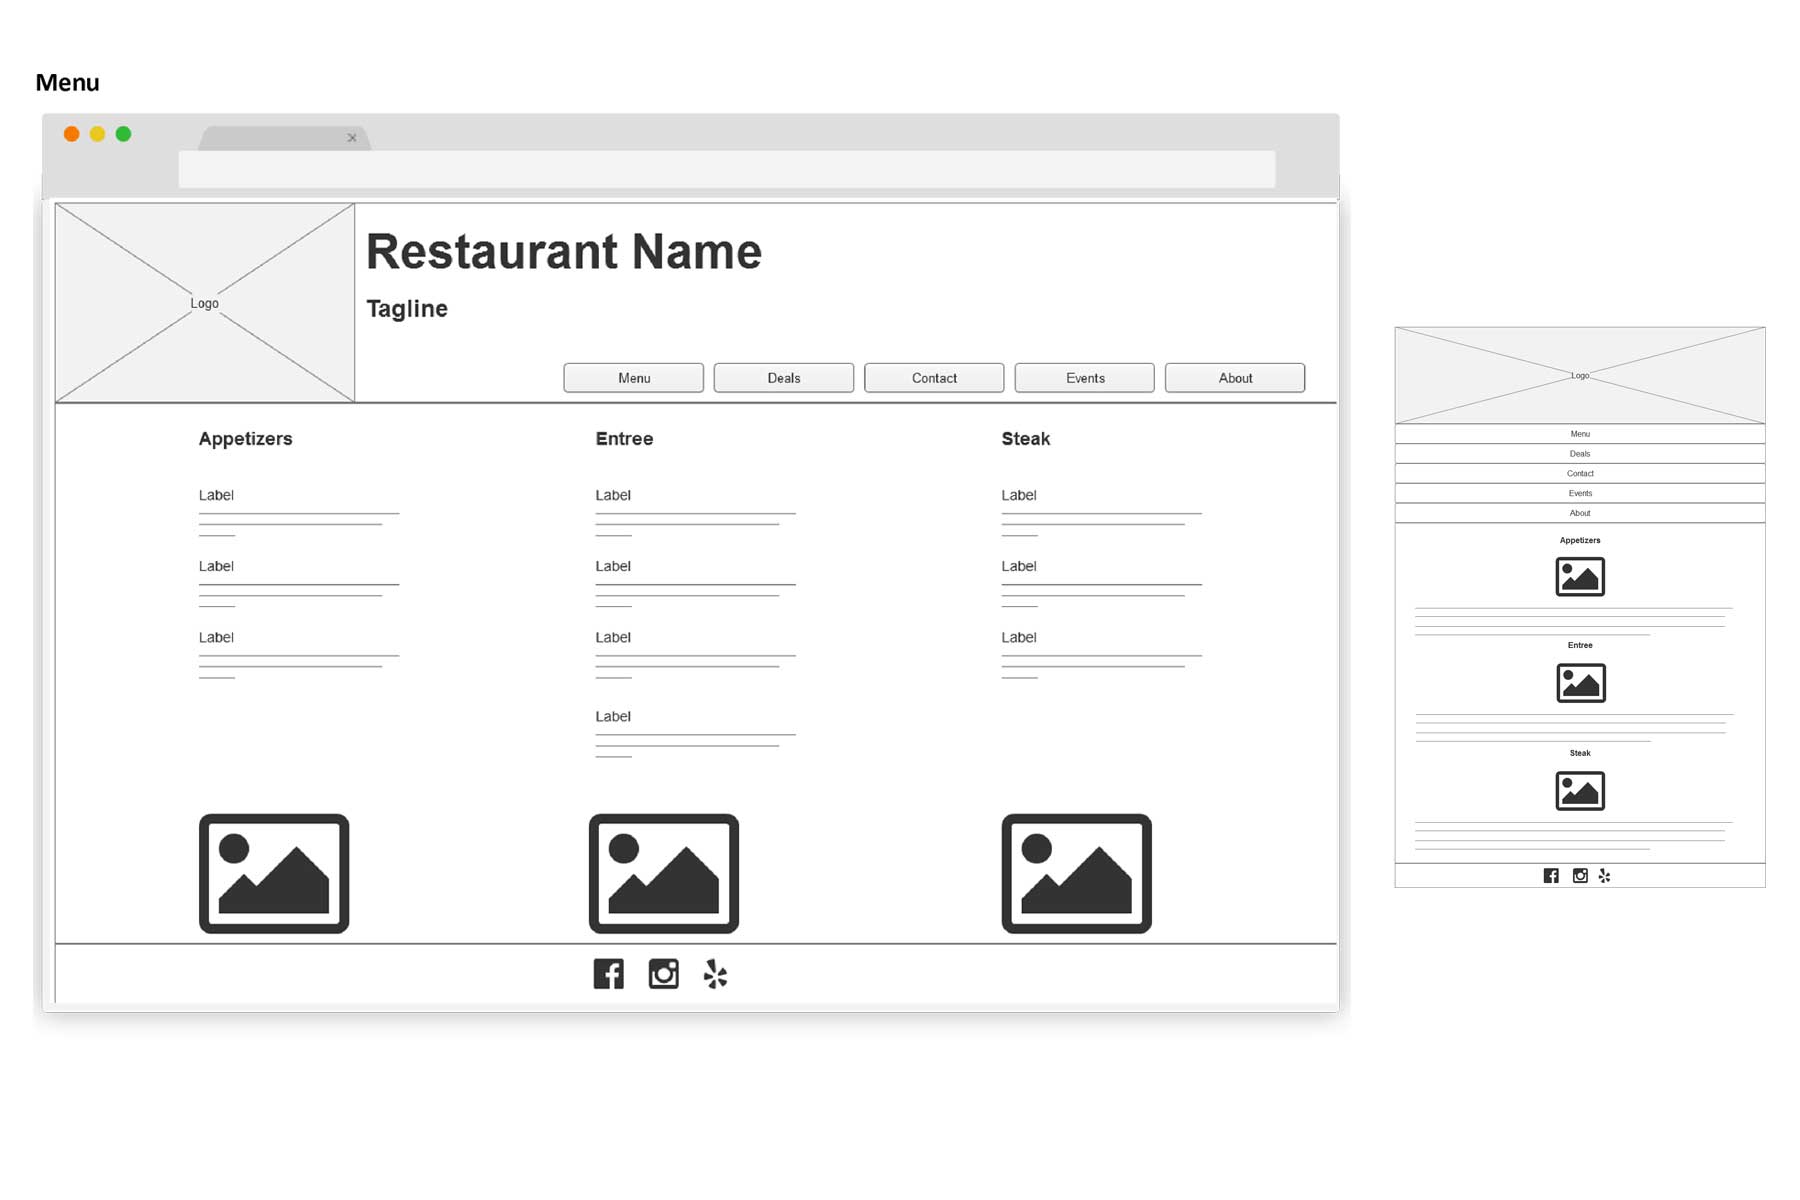 Menu
Logo
Restaurant Name
Tagline
Menu Deals Contact Events About
Appetizers
Label
Label
Label
Entree
Label
Label
Label
Label
Steak
Label
Label
Label
Logo
Menu
Deals
Contact
Events
About
Appetizers
Entree
Steak